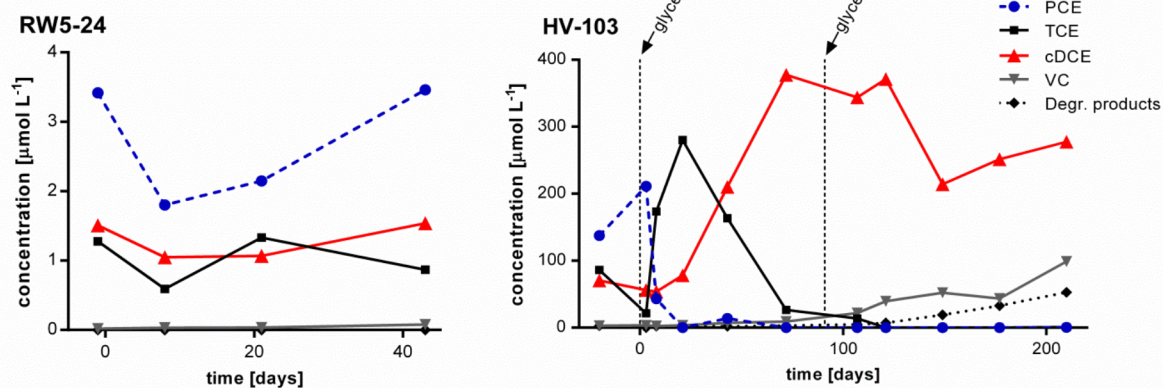 RW5-24
concentration [µmol L⁻¹]
4
3
2
1
0
0 20 40
time [days]
HV-103
concentration [µmol L⁻¹]
400
300
200
100
0
0 100 200
time [days]
PCE
TCE
cDCE
VC
Degr. products